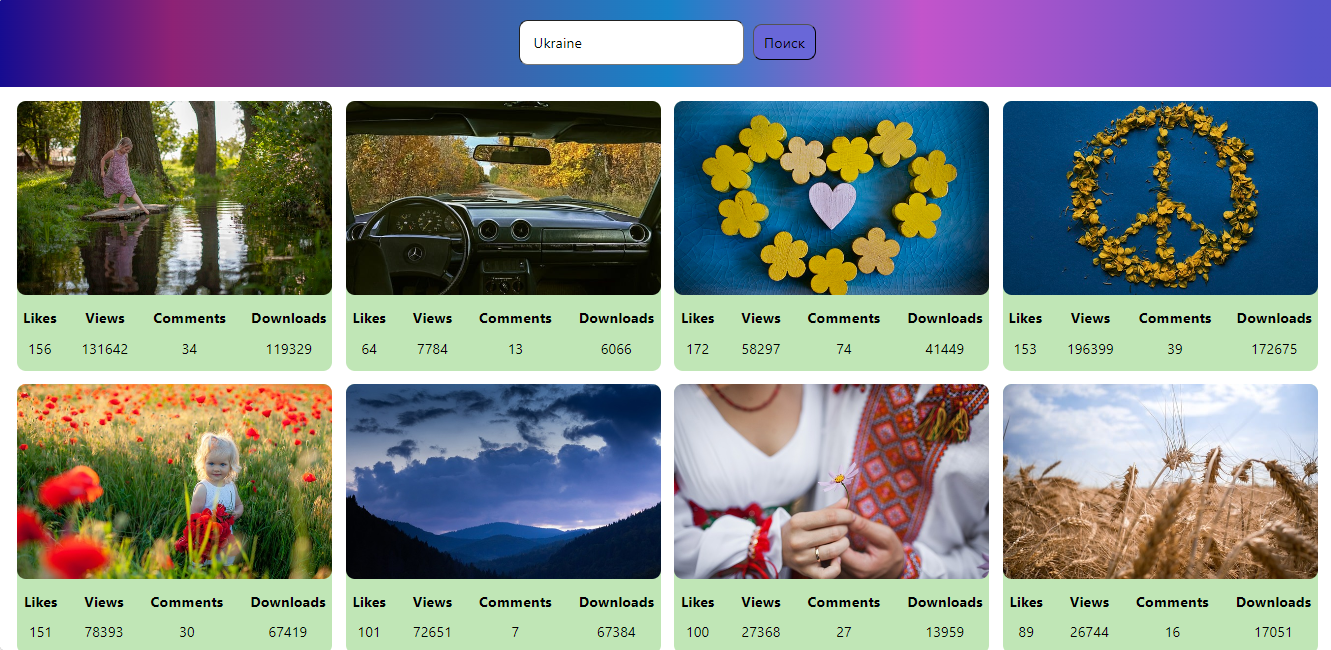 Ukraine Поиск
Likes Views Comments Downloads Likes Views Comments Downloads Likes Views Comments Downloads Likes Views Comments Downloads
156 131642 34 119329 64 7784 13 6066 172 58297 74 41449 153 196399 39 172675
Likes Views Comments Downloads Likes Views Comments Downloads Likes Views Comments Downloads Likes Views Comments Downloads
151 78393 30 67419 101 72651 7 67384 100 27368 27 13959 89 26744 16 17051